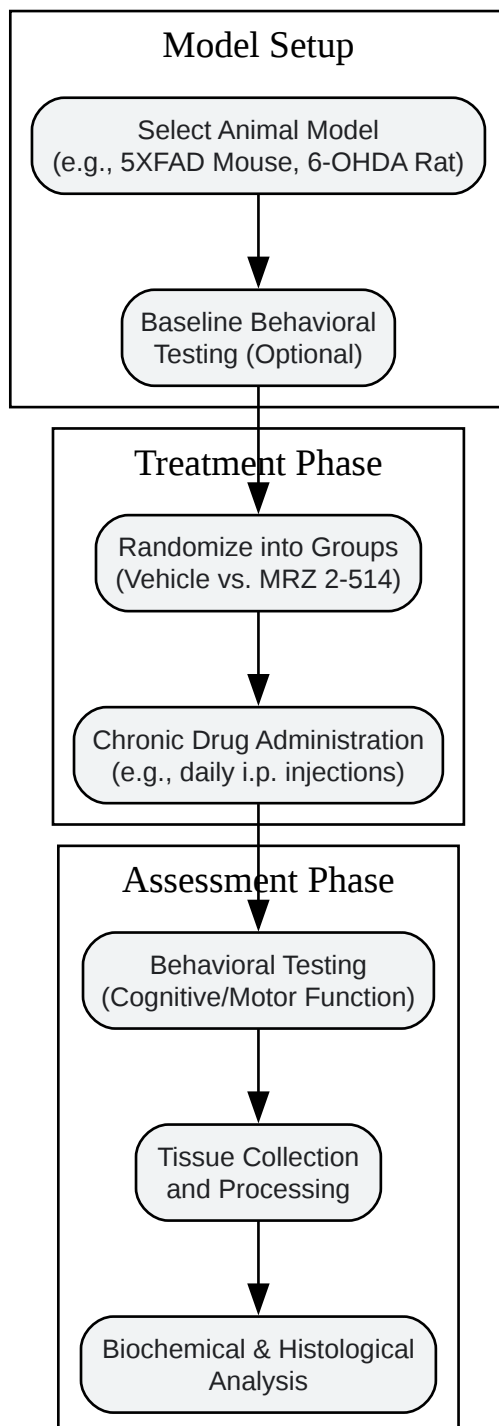 Model Setup
Select Animal Model
(e.g., 5XFAD Mouse, 6-OHDA Rat)
Baseline Behavioral
Testing (Optional)
Treatment Phase
Randomize into Groups
(Vehicle vs. MRZ 2-514)
Chronic Drug Administration
(e.g., daily i.p. injections)
Assessment Phase
Behavioral Testing
(Cognitive/Motor Function)
Tissue Collection
and Processing
Biochemical & Histological
Analysis